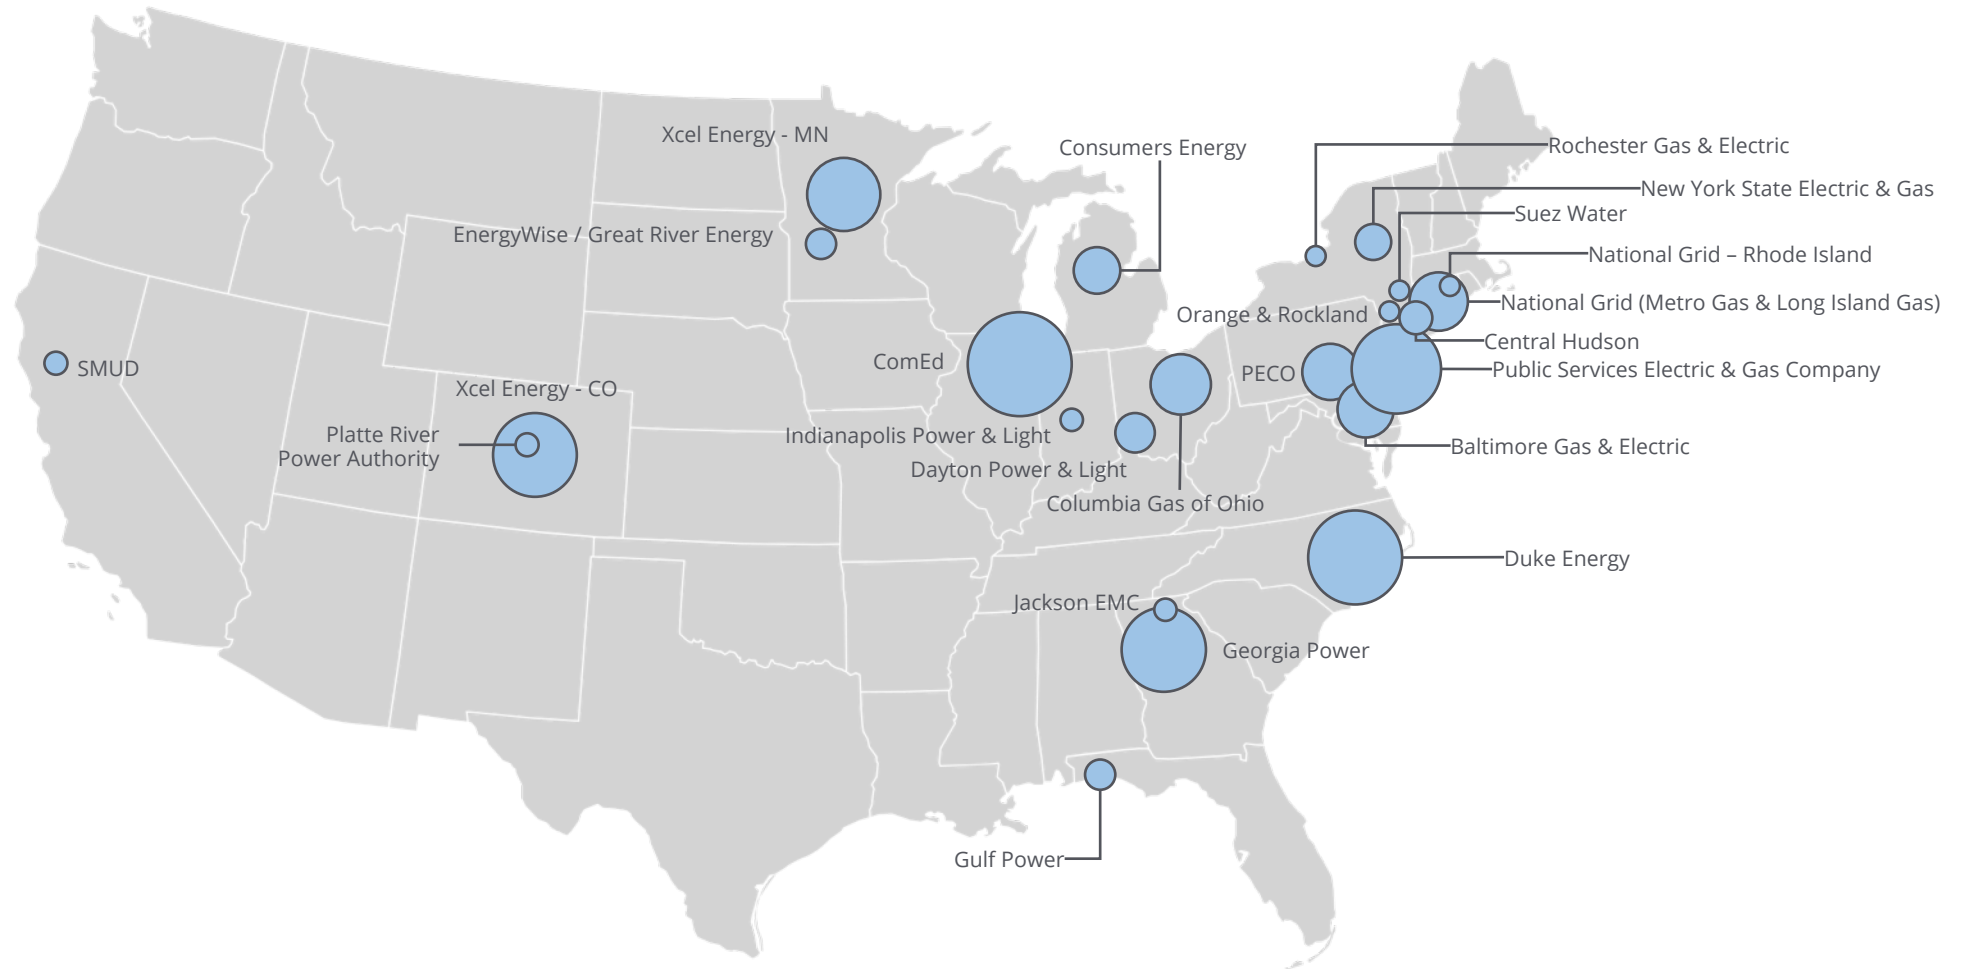 Xcel Energy - MN
Consumers Energy
Rochester Gas & Electric
New York State Electric & Gas
Suez Water
EnergyWise / Great River Energy
National Grid – Rhode Island
National Grid (Metro Gas & Long Island Gas)
Orange & Rockland
Central Hudson
ComEd
SMUD
PECO
Public Services Electric & Gas Company
Xcel Energy - CO
Platte River
Power Authority
Indianapolis Power & Light
Baltimore Gas & Electric
Dayton Power & Light
Columbia Gas of Ohio
Duke Energy
Jackson EMC
Georgia Power
Gulf Power